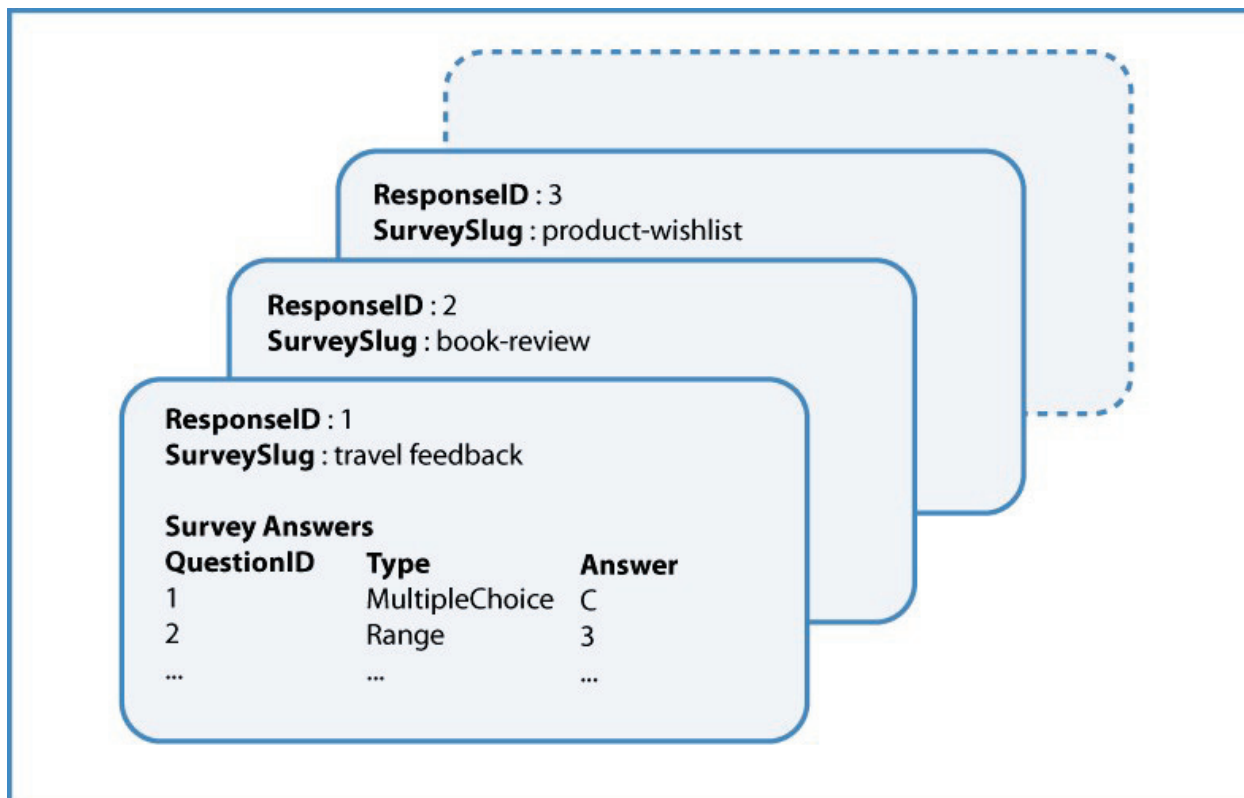 ResponseID : 3
SurveySlug : product-wishlist
ResponseID : 2
SurveySlug : book-review
ResponseID : 1
SurveySlug : travel feedback
Survey Answers
QuestionID Type Answer
1 MultipleChoice C
2 Range 3
... ... ...